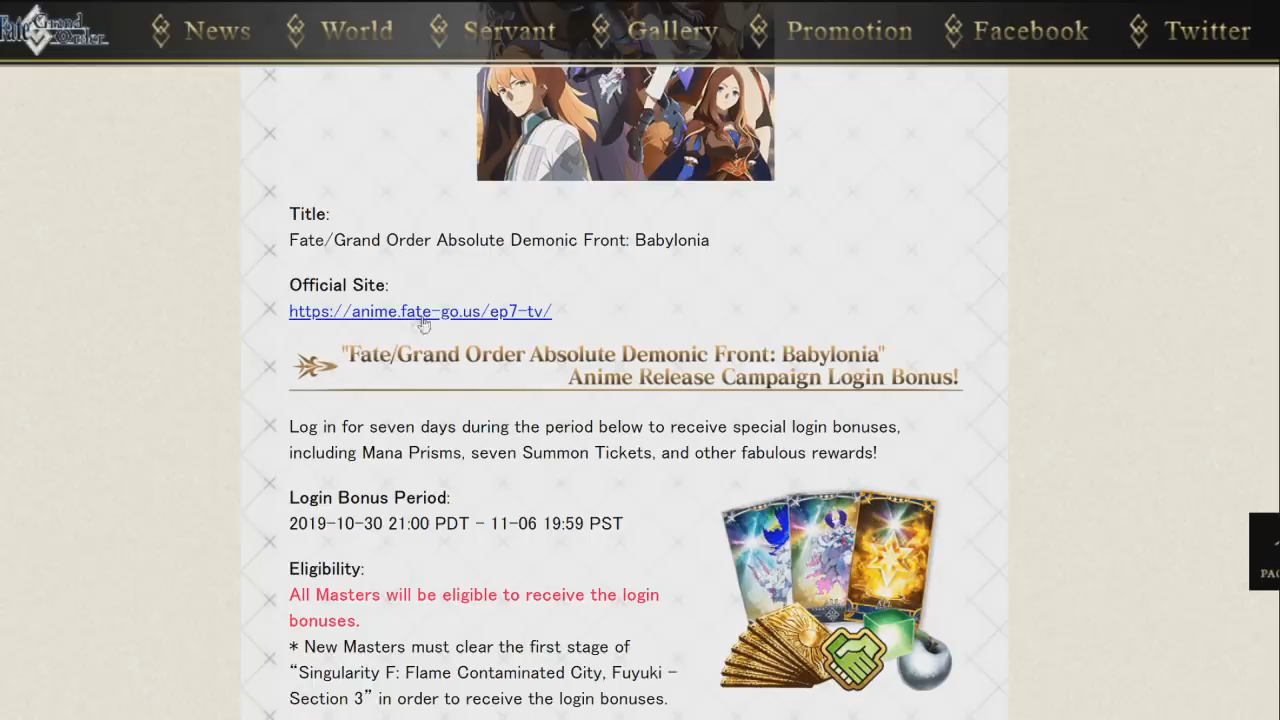 Fate Grand Order
News
World
Servant
Gallery
Promotion
Facebook
Twitter
Title:
Fate/Grand Order Absolute Demonic Front: Babylonia
Official Site:
https://anime.fate-go.us/ep7-tv/
"Fate/Grand Order Absolute Demonic Front: Babylonia"
Anime Release Campaign Login Bonus!
Log in for seven days during the period below to receive special login bonuses,
including Mana Prisms, seven Summon Tickets, and other fabulous rewards!
Login Bonus Period:
2019-10-30 21:00 PDT - 11-06 19:59 PST
Eligibility:
All Masters will be eligible to receive the login
bonuses.
* New Masters must clear the first stage of
“Singularity F: Flame Contaminated City, Fuyuki -
Section 3” in order to receive the login bonuses.